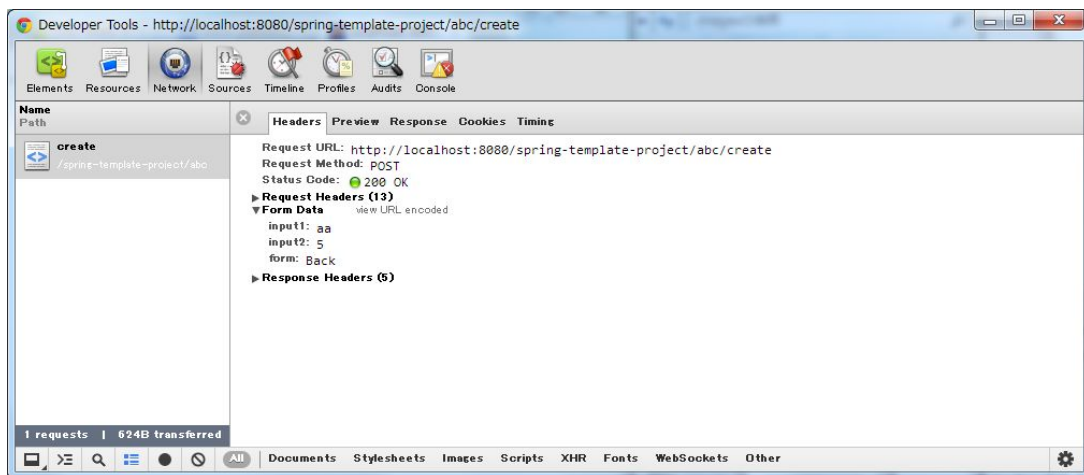 Developer Tools - http://localhost:8080/spring-template-project/abc/create
Elements Resources Network Sources Timeline Profiles Audits Console
Name
Path
Headers Preview Response Cookies Timing
create
/spring-template-project/abc
Request URL: http://localhost:8080/spring-template-project/abc/create
Request Method: POST
Status Code: 200 OK
Request Headers (13)
Form Data view URL encoded
input1: aa
input2: 5
form: Back
Response Headers (5)
1 requests | 624B transferred
All Documents Stylesheets Images Scripts XHR Fonts WebSockets Other